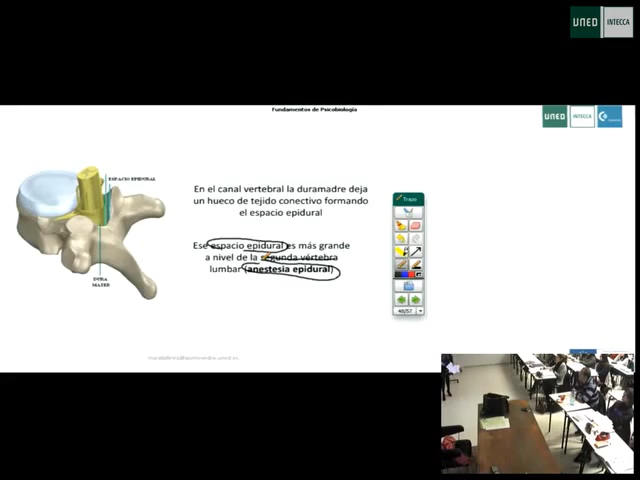 UNED
INTECCA
Fundamentos de Psicobiología
UNED
INTECCA
ESPACIO EPIDURAL
DURA
MATER
En el canal vertebral la duramadre deja
un hueco de tejido conectivo formando
el espacio epidural
Ese espacio epidural es más grande
a nivel de la segunda vértebra
lumbar (anestesia epidural)
Trazo
48/57